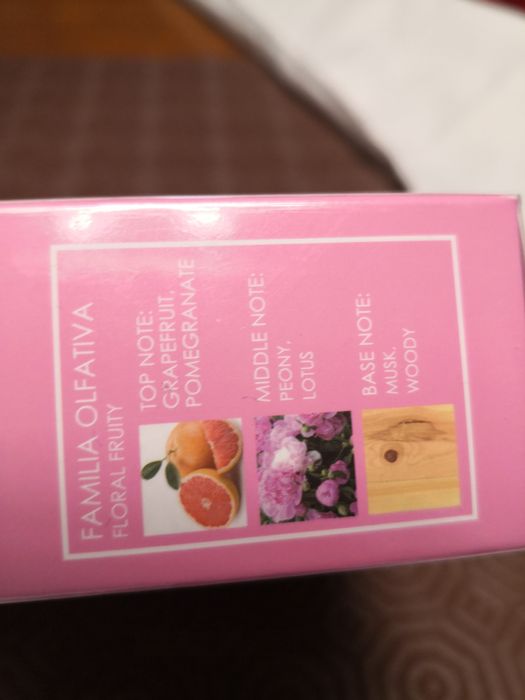 FAMILIA OLFATIVA
FLORAL FRUITY
TOP NOTE:
GRAPEFRUIT,
POMEGRANATE
MIDDLE NOTE:
PEONY,
LOTUS
BASE NOTE:
MUSK,
WOODY